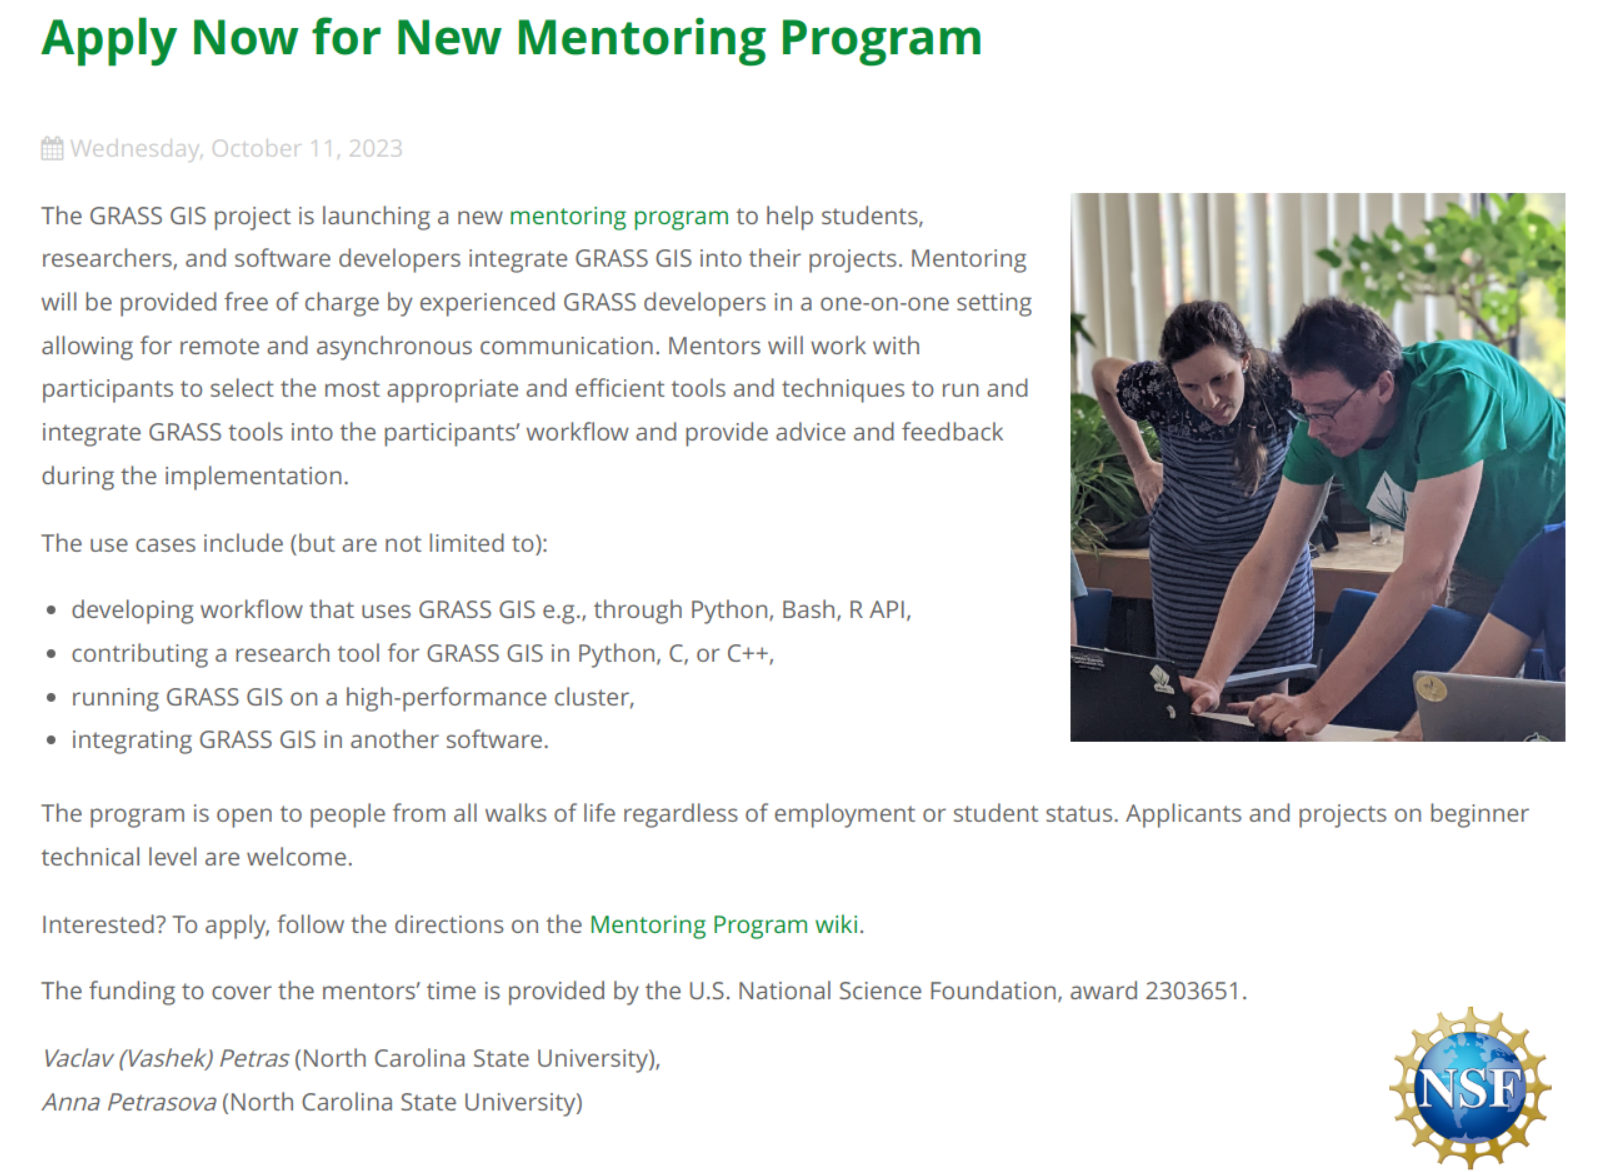 Apply Now for New Mentoring Program
Wednesday, October 11, 2023
The GRASS GIS project is launching a new mentoring program to help students,
researchers, and software developers integrate GRASS GIS into their projects. Mentoring
will be provided free of charge by experienced GRASS developers in a one-on-one setting
allowing for remote and asynchronous communication. Mentors will work with
participants to select the most appropriate and efficient tools and techniques to run and
integrate GRASS tools into the participants’ workflow and provide advice and feedback
during the implementation.
The use cases include (but are not limited to):
• developing workflow that uses GRASS GIS e.g., through Python, Bash, R API,
• contributing a research tool for GRASS GIS in Python, C, or C++,
• running GRASS GIS on a high-performance cluster,
• integrating GRASS GIS in another software.
The program is open to people from all walks of life regardless of employment or student status. Applicants and projects on beginner
technical level are welcome.
Interested? To apply, follow the directions on the Mentoring Program wiki.
The funding to cover the mentors’ time is provided by the U.S. National Science Foundation, award 2303651.
Vaclav (Vashek) Petras (North Carolina State University),
Anna Petrasova (North Carolina State University)
NSF